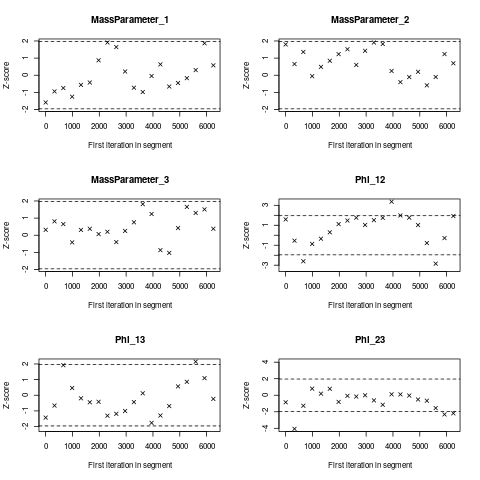 MassParameter_1
MassParameter_2
Z-score
-2 -1 0 1 2
0 1000 2000 3000 4000 5000 6000
First iteration in segment
Z-score
-2 -1 0 1 2
0 1000 2000 3000 4000 5000 6000
First iteration in segment
MassParameter_3
Phi_12
Z-score
-2 -1 0 1 2
0 1000 2000 3000 4000 5000 6000
First iteration in segment
Z-score
-3 -1 1 3
0 1000 2000 3000 4000 5000 6000
First iteration in segment
Phi_13
Phi_23
Z-score
-2 -1 0 1 2
0 1000 2000 3000 4000 5000 6000
First iteration in segment
Z-score
-4 -2 0 2 4
0 1000 2000 3000 4000 5000 6000
First iteration in segment